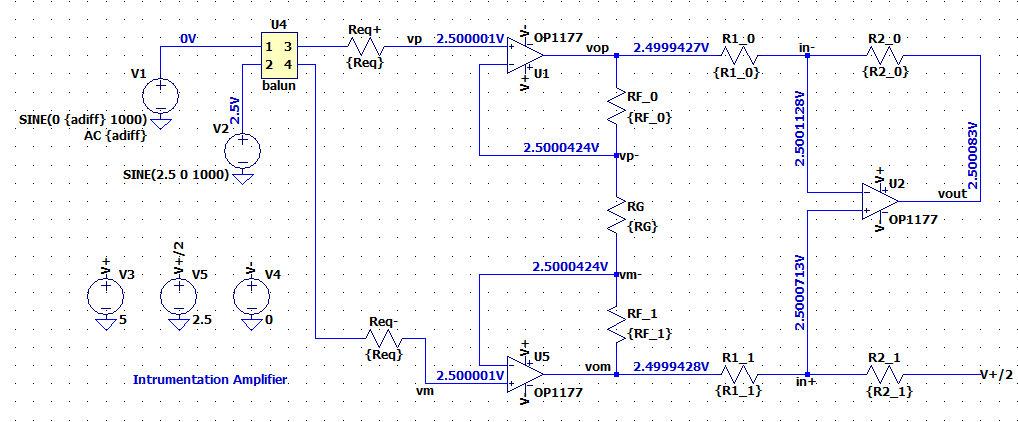 U4
0V
1 3
2 4
balun
Req+
{Req}
vp
2.500001V
V-
OP1177
U1
V+
vop
2.4999427V
R1_0
{R1_0}
in-
R2_0
{R2_0}
V1
SINE(0 {adiff} 1000)
AC {adiff}
2.5V
V2
SINE(2.5 0 1000)
RF_0
{RF_0}
2.5000424V
vp-
2.5001128V
2.500083V
V+
U2
vout
OP1177
V-
RG
{RG}
2.5000424V
vm-
2.5000713V
V+
V3
5
V+/2
V5
2.5
V-
V4
0
Req-
{Req}
RF_1
{RF_1}
V+
U5
2.500001V
vm
OP1177
V-
vom
2.4999428V
R1_1
{R1_1}
in+
R2_1
{R2_1}
V+/2
Intrumentation Amplifier